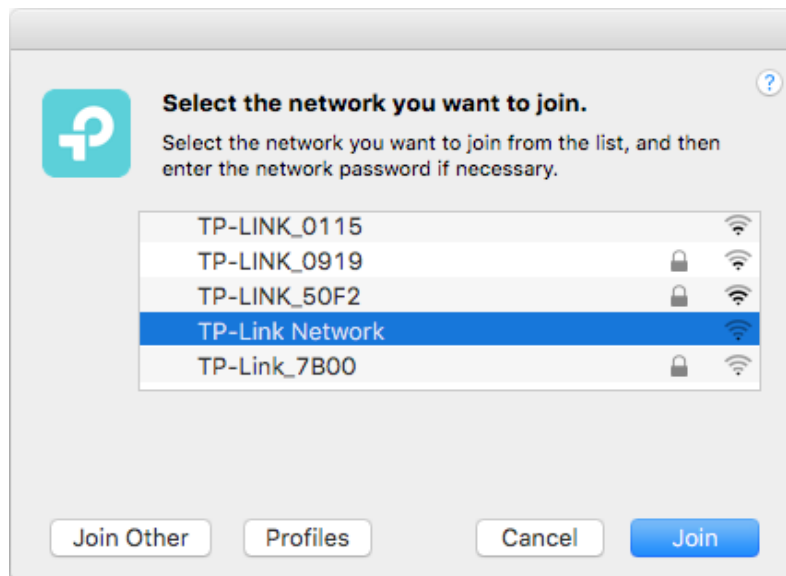 ?
Select the network you want to join.
Select the network you want to join from the list, and then
enter the network password if necessary.
TP-LINK_0115
TP-LINK_0919
TP-LINK_50F2
TP-Link Network
TP-Link_7B00
Join Other Profiles Cancel Join